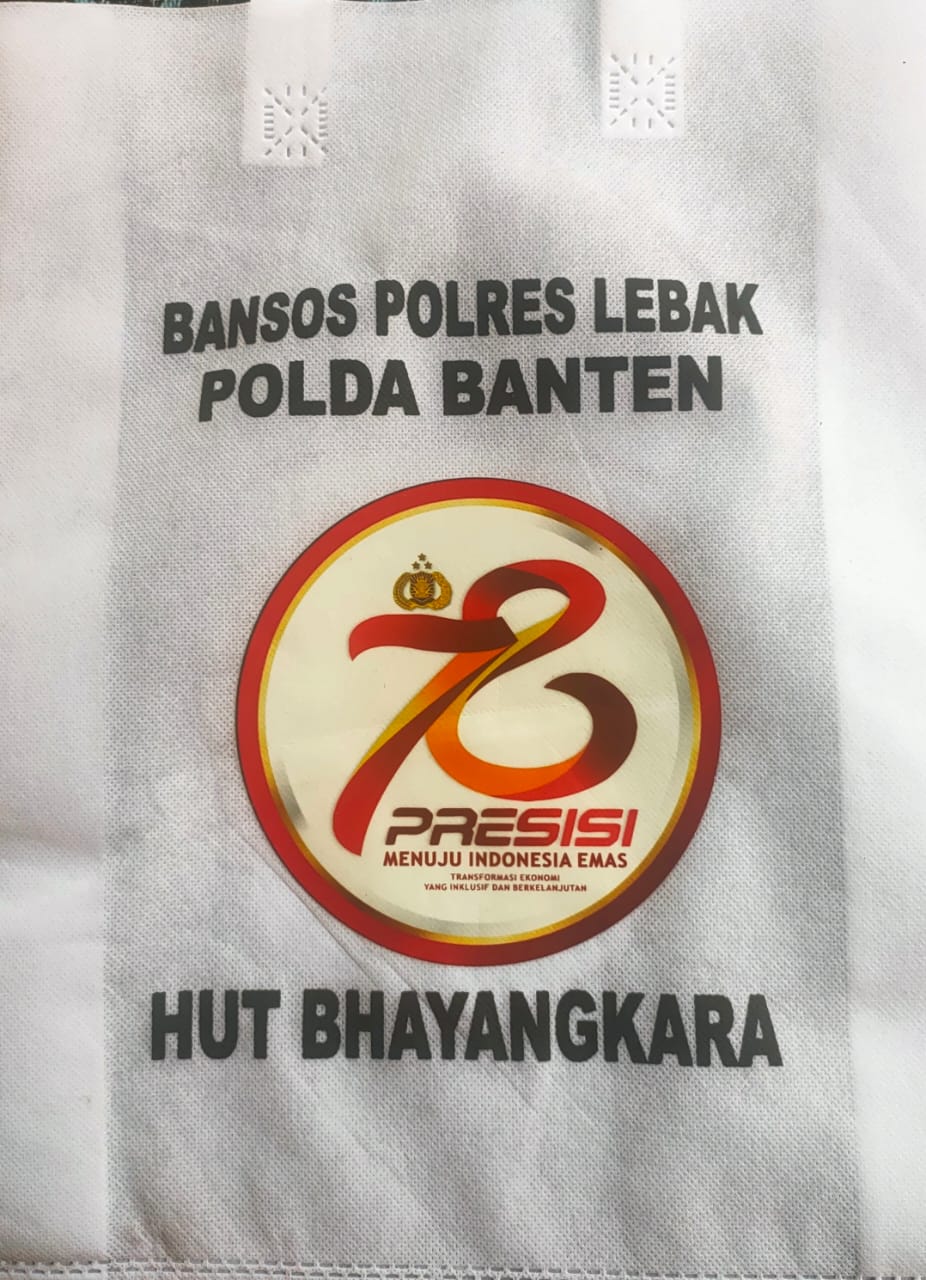 BANSOS POLRES LEBAK
POLDA BANTEN
78
PRESISI
MENUJU INDONESIA EMAS
TRANSFORMASI EKONOMI
YANG INKLUSIF DAN BERKELANJUTAN
HUT BHAYANGKARA